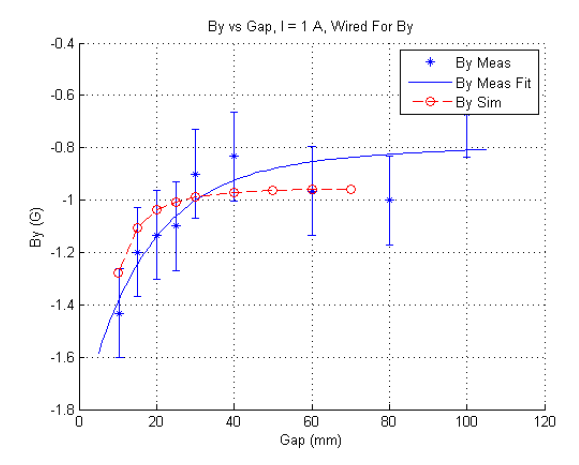 By vs Gap, I = 1 A, Wired For By
By Meas
By Meas Fit
By Sim
By (G)
-0.4
-0.6
-0.8
-1
-1.2
-1.4
-1.6
-1.8
0 20 40 60 80 100 120
Gap (mm)